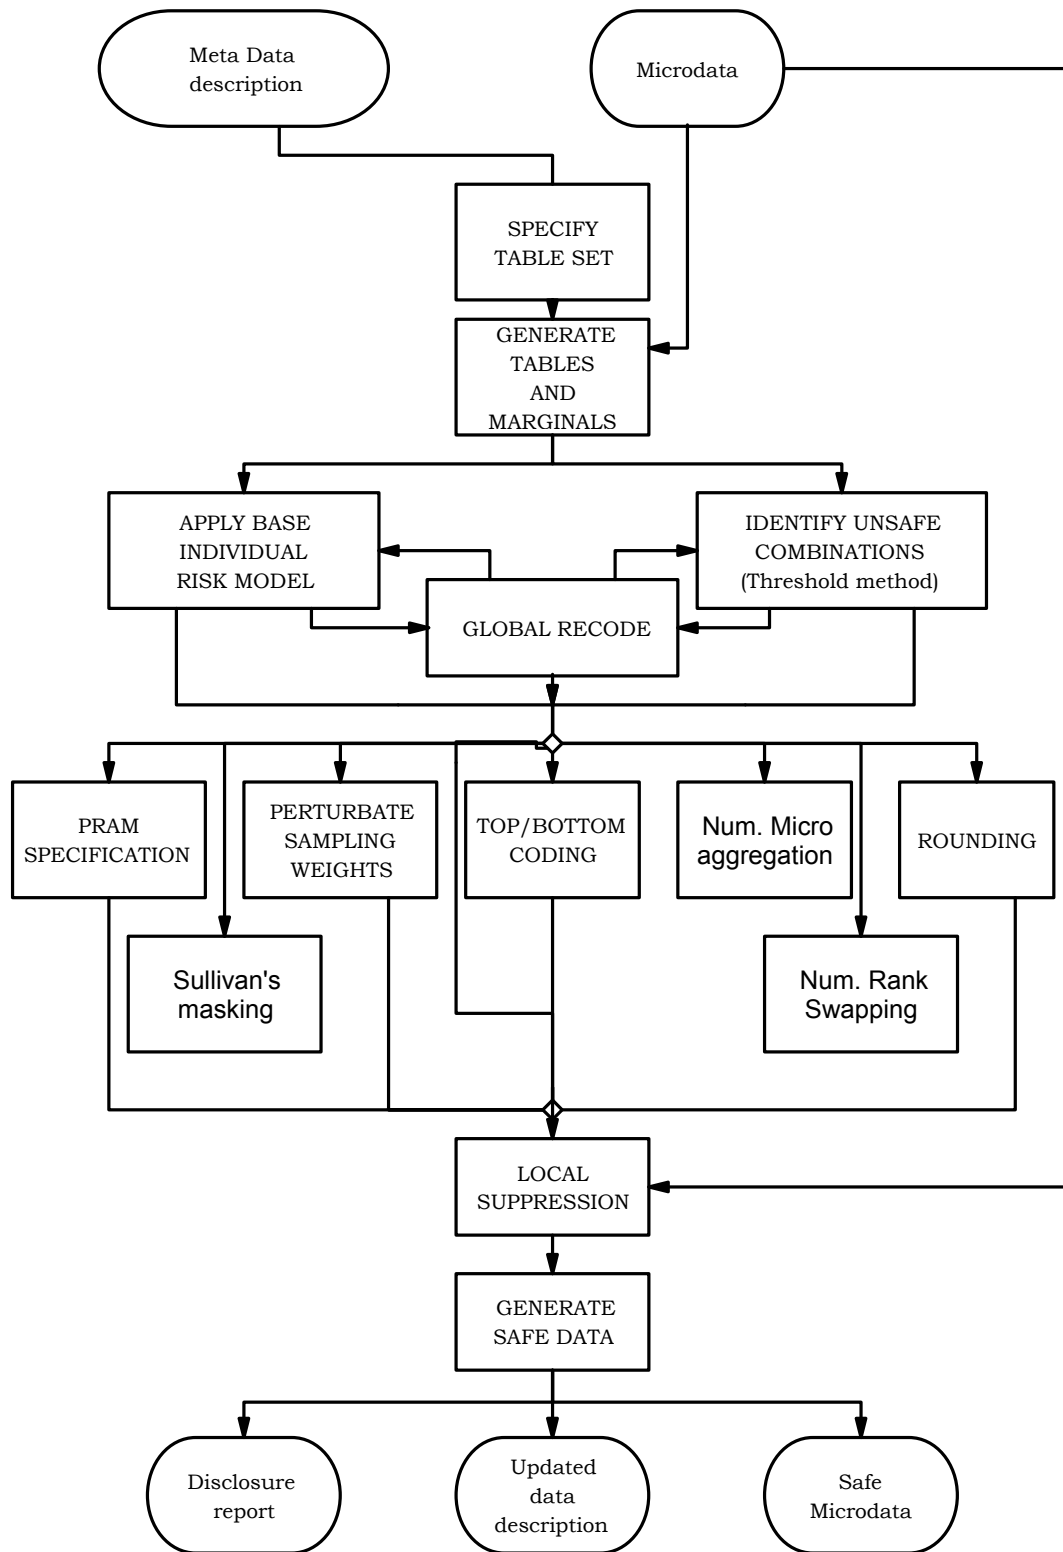 Meta Data
description
Microdata
SPECIFY
TABLE SET
GENERATE
TABLES
AND
MARGINALS
APPLY BASE
INDIVIDUAL
RISK MODEL
IDENTIFY UNSAFE
COMBINATIONS
(Threshold method)
GLOBAL RECODE
PRAM
SPECIFICATION
PERTURBATE
SAMPLING
WEIGHTS
TOP/BOTTOM
CODING
Num. Micro
aggregation
ROUNDING
Sullivan's
masking
Num. Rank
Swapping
LOCAL
SUPPRESSION
GENERATE
SAFE DATA
Disclosure
report
Updated
data
description
Safe
Microdata